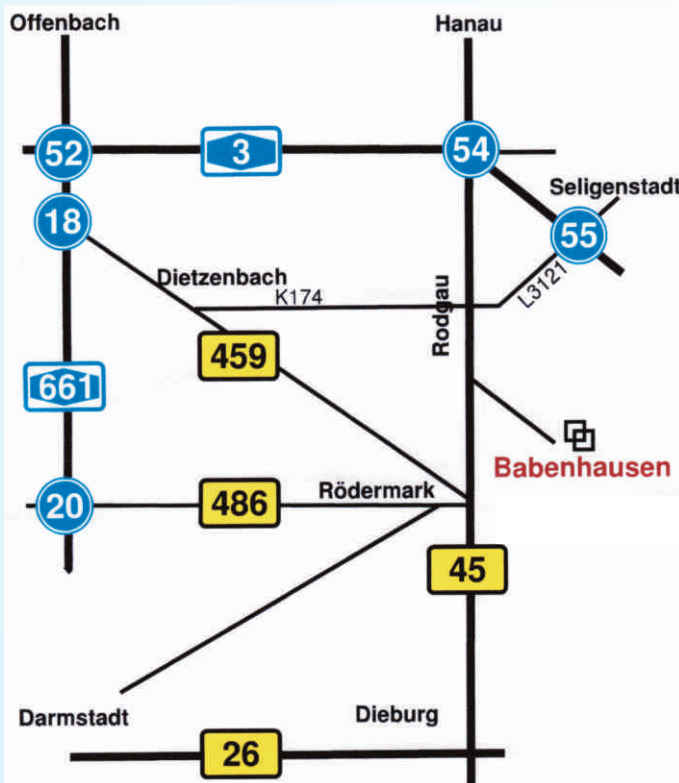 Offenbach
Hanau
52
3
54
Seligenstadt
18
55
Dietzenbach
K174
L3121
Rodgau
459
661
Babenhausen
Rödermark
20
486
45
Darmstadt
Dieburg
26